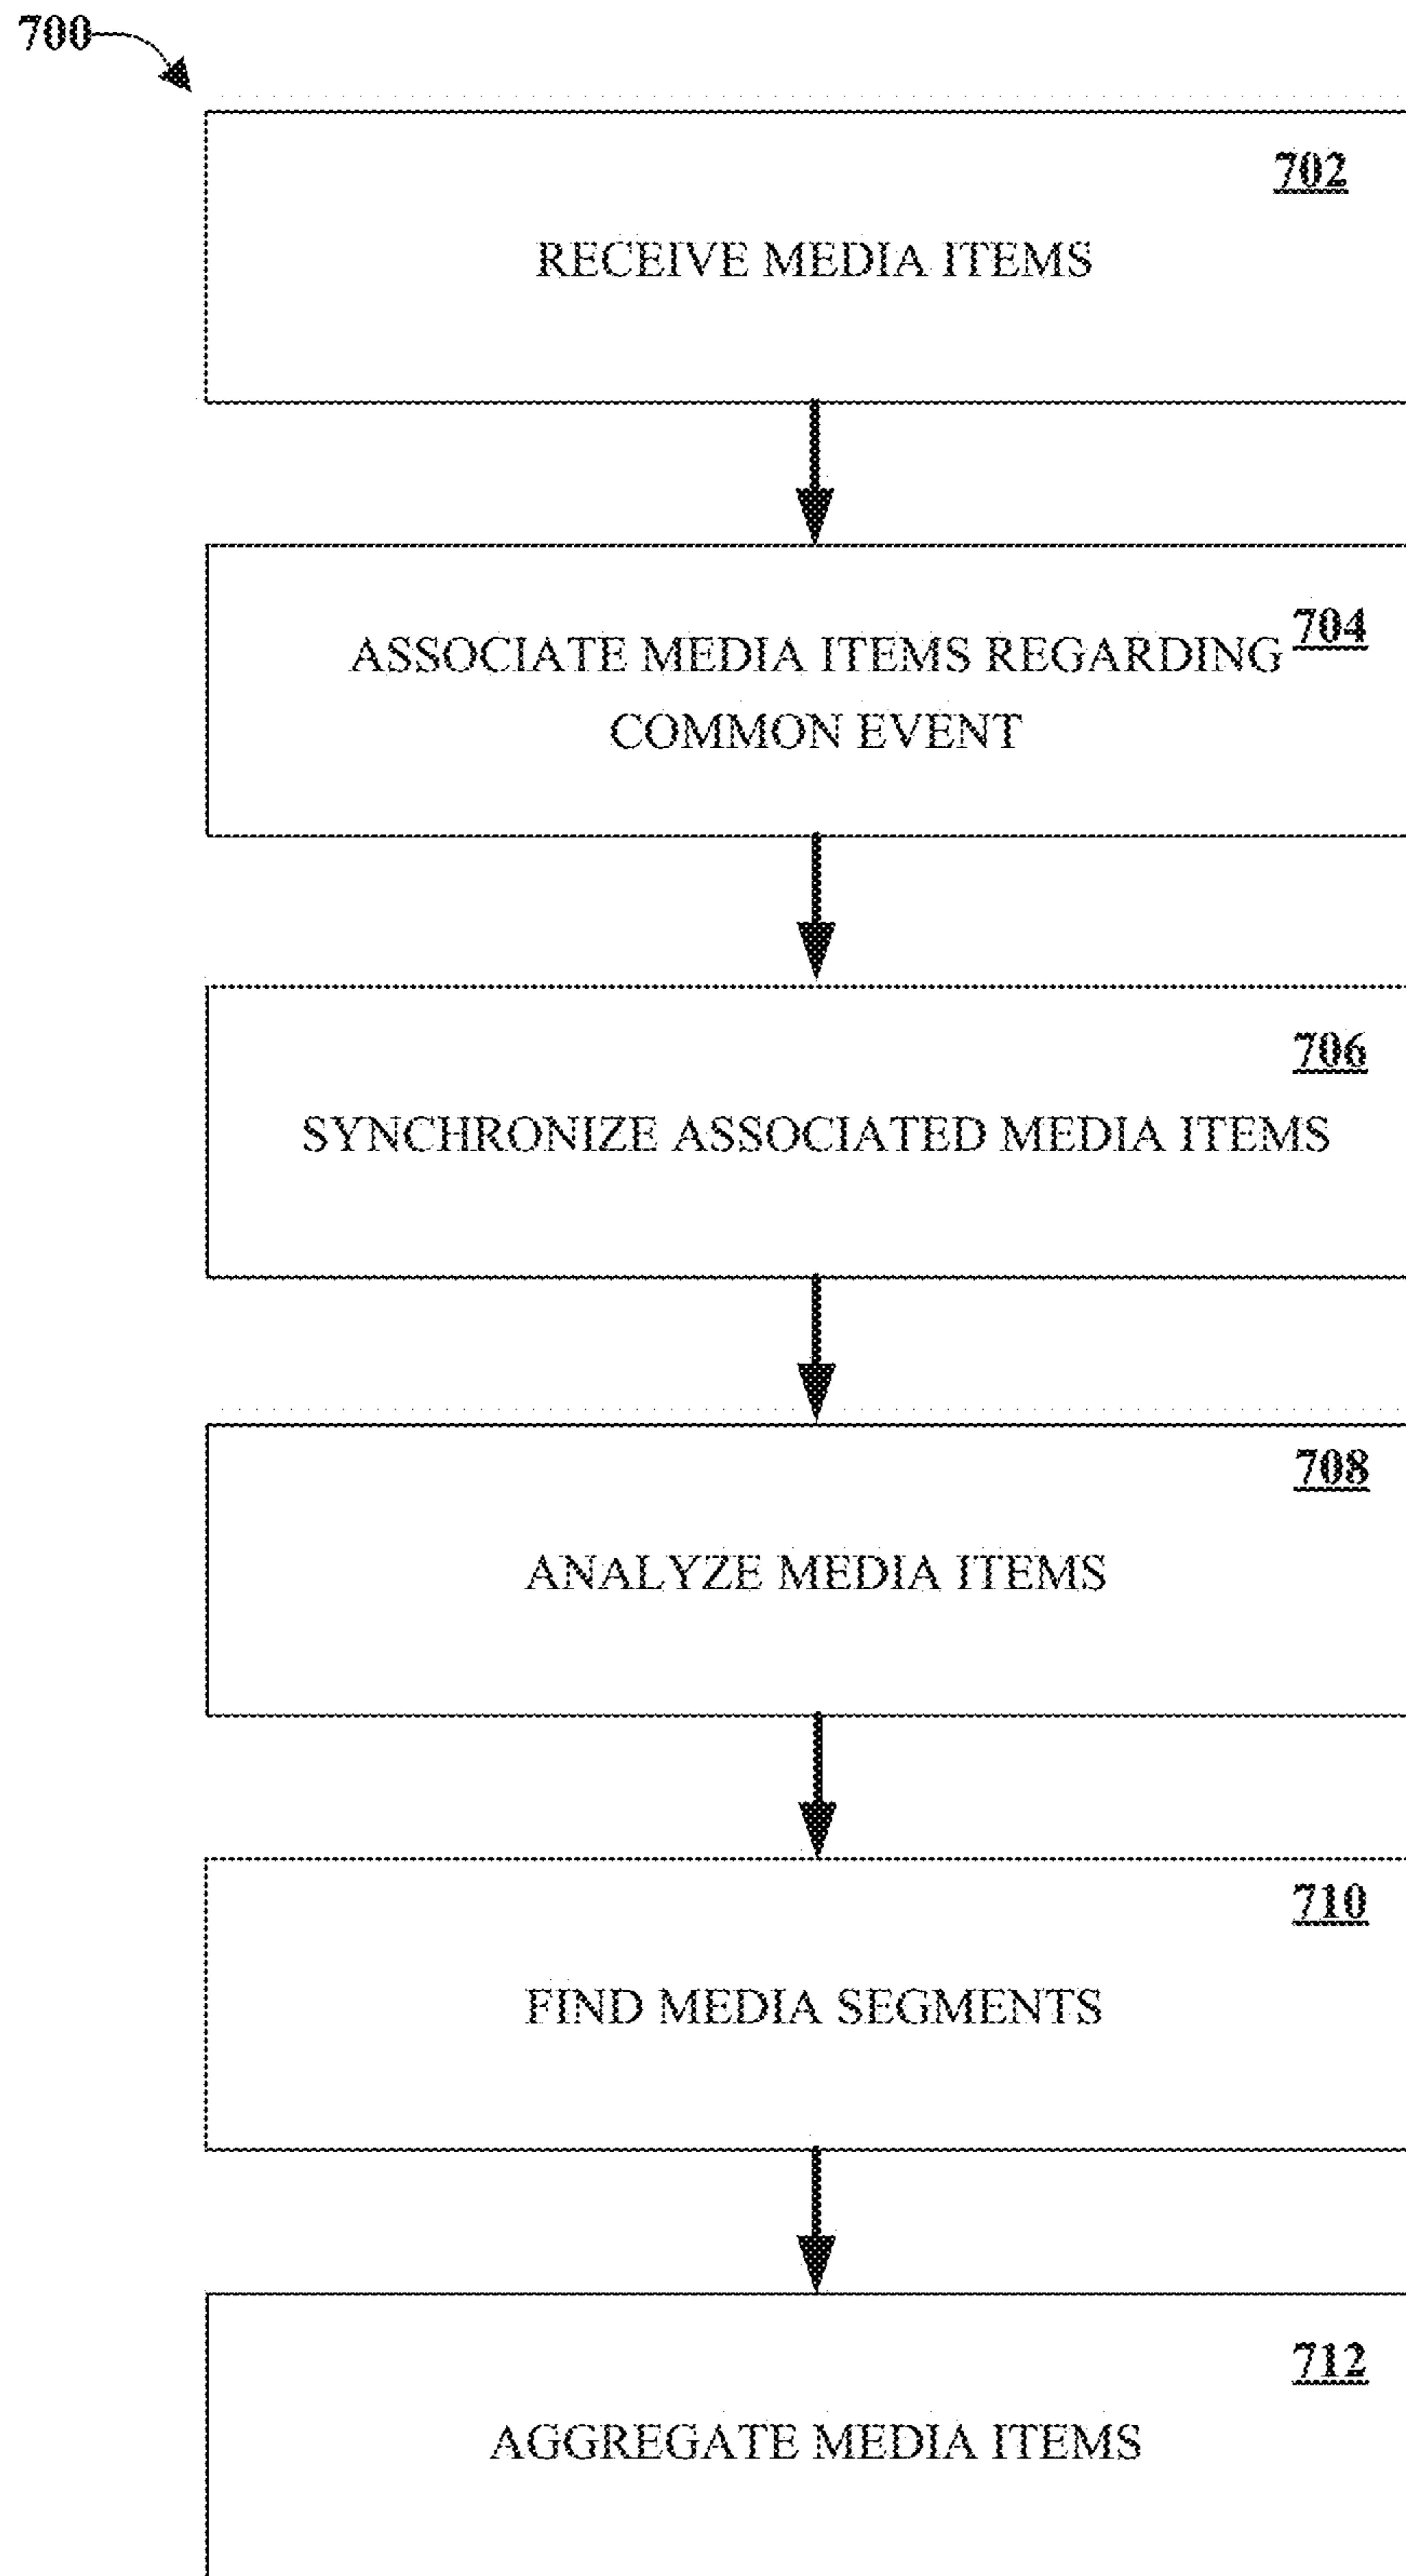 700
702
RECEIVE MEDIA ITEMS
704
ASSOCIATE MEDIA ITEMS REGARDING
COMMON EVENT
706
SYNCHRONIZE ASSOCIATED MEDIA ITEMS
708
ANALYZE MEDIA ITEMS
710
FIND MEDIA SEGMENTS
712
AGGREGATE MEDIA ITEMS